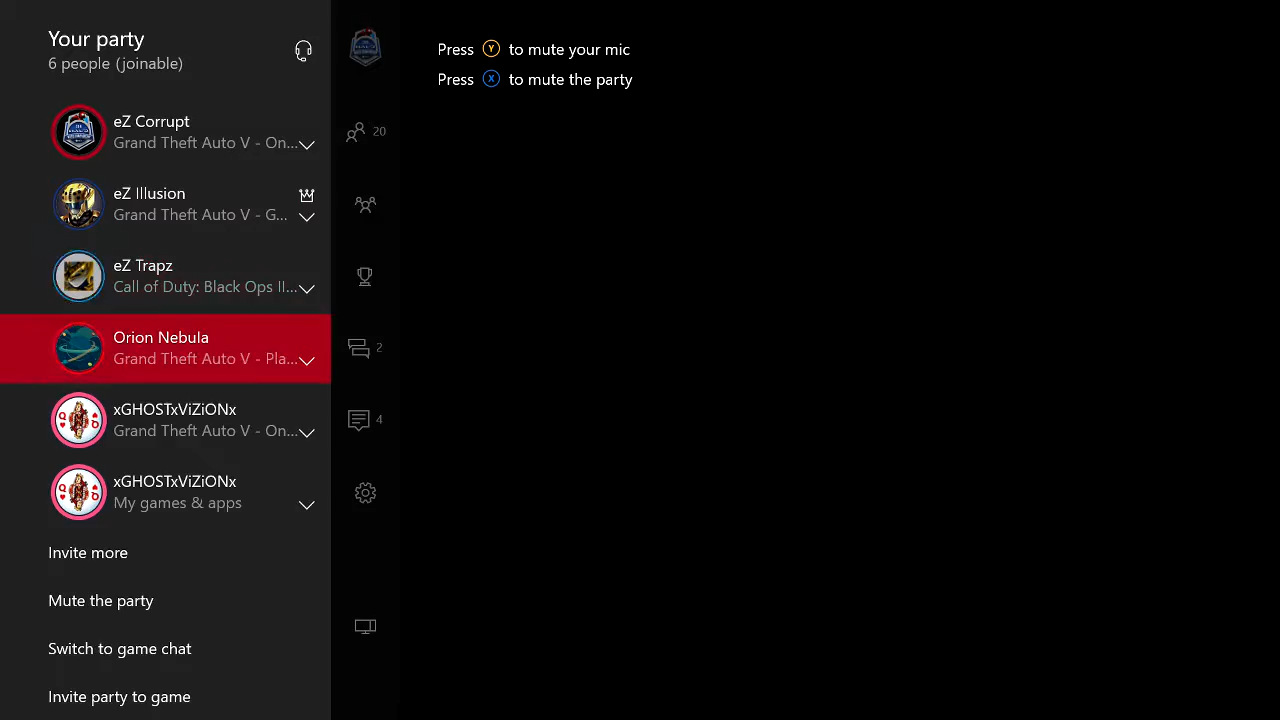 Your party
6 people (joinable)
eZ Corrupt
Grand Theft Auto V - On...
eZ Illusion
Grand Theft Auto V - G...
eZ Trapz
Call of Duty: Black Ops II...
Orion Nebula
Grand Theft Auto V - Pla...
xGHOSTxViZiONx
Grand Theft Auto V - On...
xGHOSTxViZiONx
My games & apps
Invite more
Mute the party
Switch to game chat
Invite party to game
20
2
4
Press Y to mute your mic
Press X to mute the party